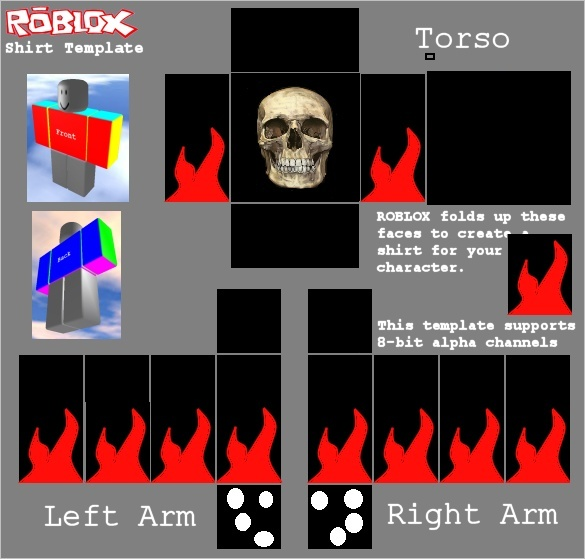 ROBLOX
Shirt Template
Torso
Front
Back
ROBLOX folds up these
faces to create a
shirt for your
character.
This template supports
8-bit alpha channels
Left Arm
Right Arm